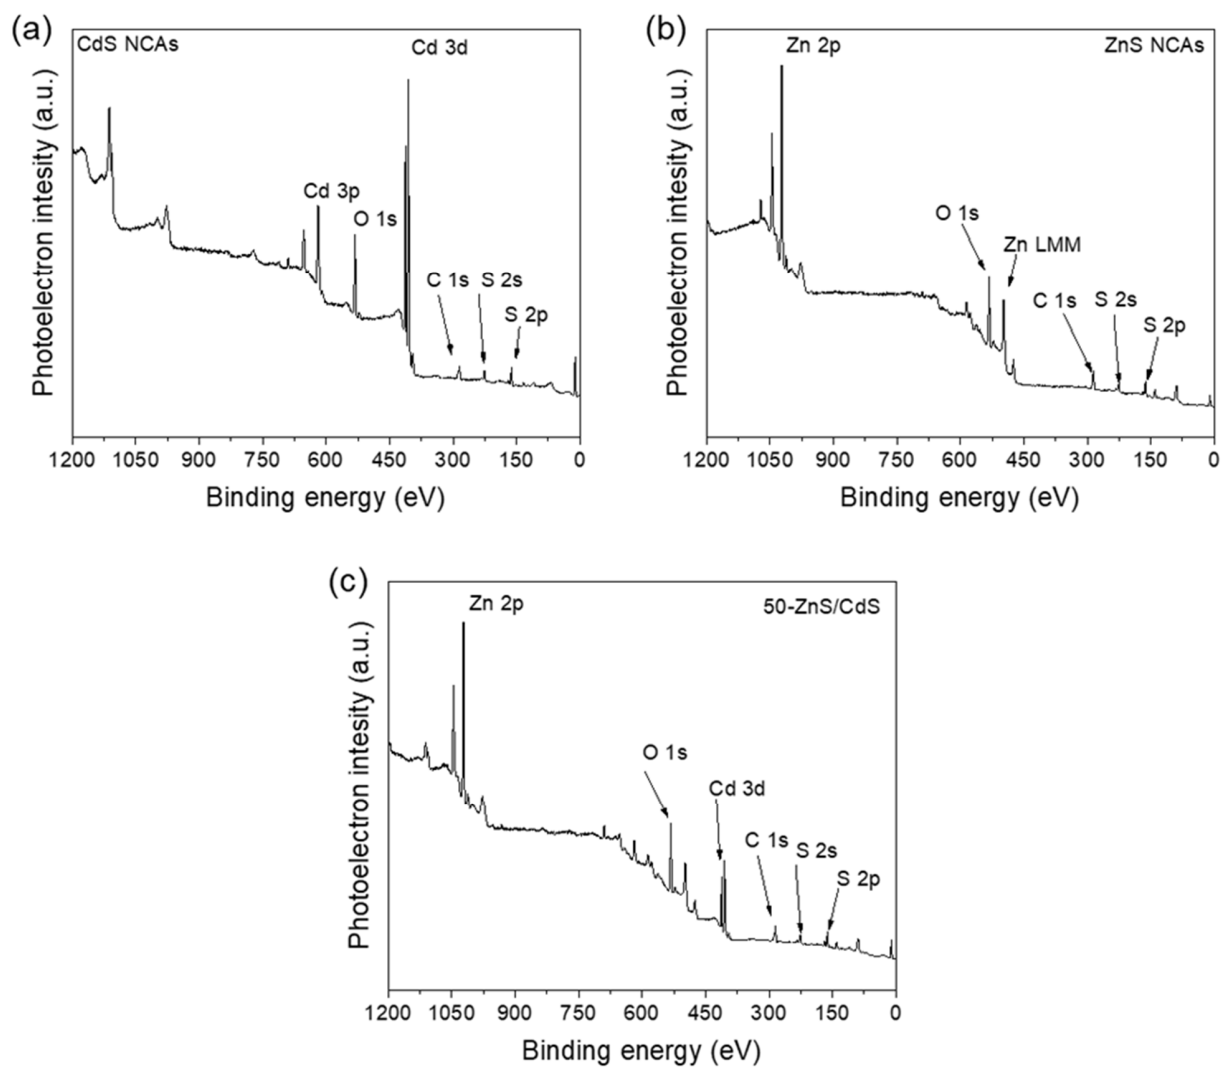 (a)
CdS NCAs
Cd 3d
Cd 3p
O 1s
C 1s
S 2s
S 2p
Photoelectron intesity (a.u.)
1200 1050 900 750 600 450 300 150 0
Binding energy (eV)
(b)
Zn 2p
ZnS NCAs
O 1s
Zn LMM
C 1s
S 2s
S 2p
Photoelectron intesity (a.u.)
1200 1050 900 750 600 450 300 150 0
Binding energy (eV)
(c)
Zn 2p
50-ZnS/CdS
O 1s
Cd 3d
C 1s
S 2s
S 2p
Photoelectron intesity (a.u.)
1200 1050 900 750 600 450 300 150 0
Binding energy (eV)